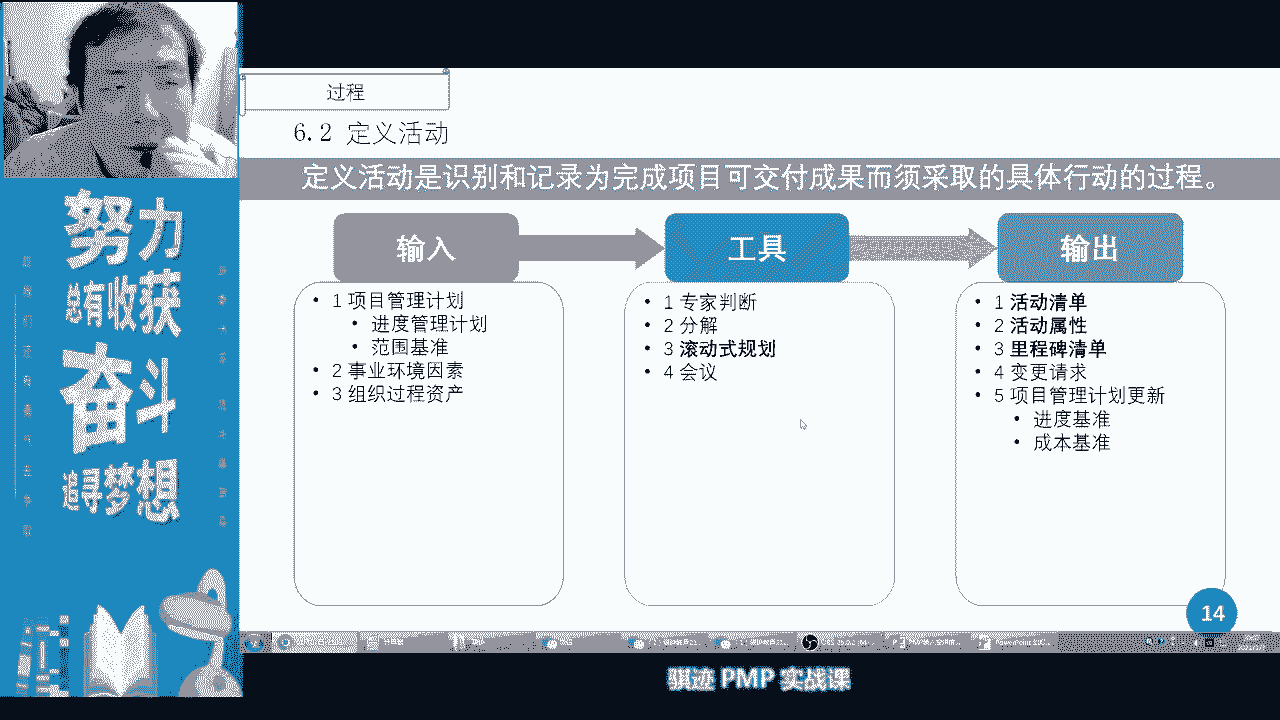 过程
6.2 定义活动
定义活动是识别和记录为完成项目可交付成果而须采取的具体行动的过程。
输入
• 1 项目管理计划
• 进度管理计划
• 范围基准
• 2 事业环境因素
• 3 组织过程资产
工具
• 1 专家判断
• 2 分解
• 3 滚动式规划
• 4 会议
输出
• 1 活动清单
• 2 活动属性
• 3 里程碑清单
• 4 变更请求
• 5 项目管理计划更新
• 进度基准
• 成本基准
14
努力
总有收获
奋斗
追寻梦想
骐迹 PMP 实战课